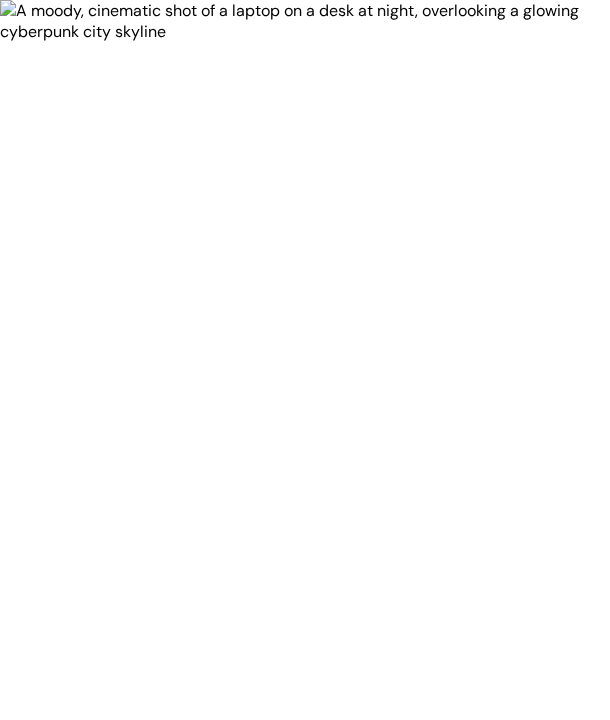 A moody, cinematic shot of a laptop on a desk at night, overlooking a glowing
cyberpunk city skyline